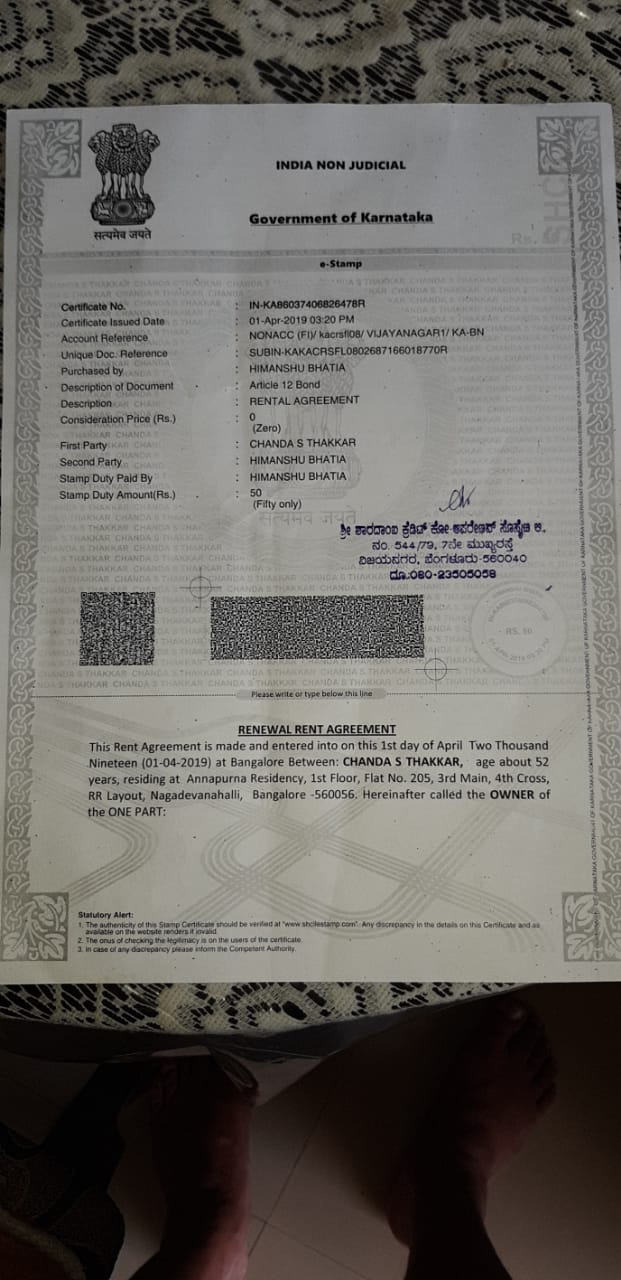 सत्यमेव जयते
INDIA NON JUDICIAL
Government of Karnataka
Rs.
e-Stamp
Certificate No. : IN-KA86037406826478R
Certificate Issued Date : 01-Apr-2019 03:20 PM
Account Reference : NONACC (FI)/ kacrsfl08/ VIJAYANAGAR1/ KA-BN
Unique Doc. Reference : SUBIN-KAKACRSFL0802687166018770R
Purchased by : HIMANSHU BHATIA
Description of Document : Article 12 Bond
Description : RENTAL AGREEMENT
Consideration Price (Rs.) : 0
(Zero)
First Party : CHANDA S THAKKAR
Second Party : HIMANSHU BHATIA
Stamp Duty Paid By : HIMANSHU BHATIA
Stamp Duty Amount(Rs.) : 50
(Fifty only)
सत्यमेव जयते
ಶ್ರೀ ಶಾರದಾಂಬ ಕ್ರೆಡಿಟ್ ಕೋ-ಆಪರೇಟಿವ್ ಸೊಸೈಟಿ ಲಿ.
ನಂ. 544/79, 7ನೇ ಮುಖ್ಯರಸ್ತೆ
ವಿಜಯನಗರ, ಬೆಂಗಳೂರು-560040
ದೂ:080-23505058
RS. 50
CHANDA S THAKKAR CHANDA S THAKKAR CHANDA S THAKKAR
Please write or type below this line
RENEWAL RENT AGREEMENT
This Rent Agreement is made and entered into on this 1st day of April Two Thousand
Nineteen (01-04-2019) at Bangalore Between: CHANDA S THAKKAR, age about 52
years, residing at Annapurna Residency, 1st Floor, Flat No. 205, 3rd Main, 4th Cross,
RR Layout, Nagadevanahalli, Bangalore -560056. Hereinafter called the OWNER of
the ONE PART:
Statutory Alert:
1. The authenticity of this Stamp Certificate should be verified at "www.shcilestamp.com". Any discrepancy in the details on this Certificate and as
available on the website renders it invalid.
2. The onus of checking the legitimacy is on the users of the certificate.
3. In case of any discrepancy please inform the Competent Authority.